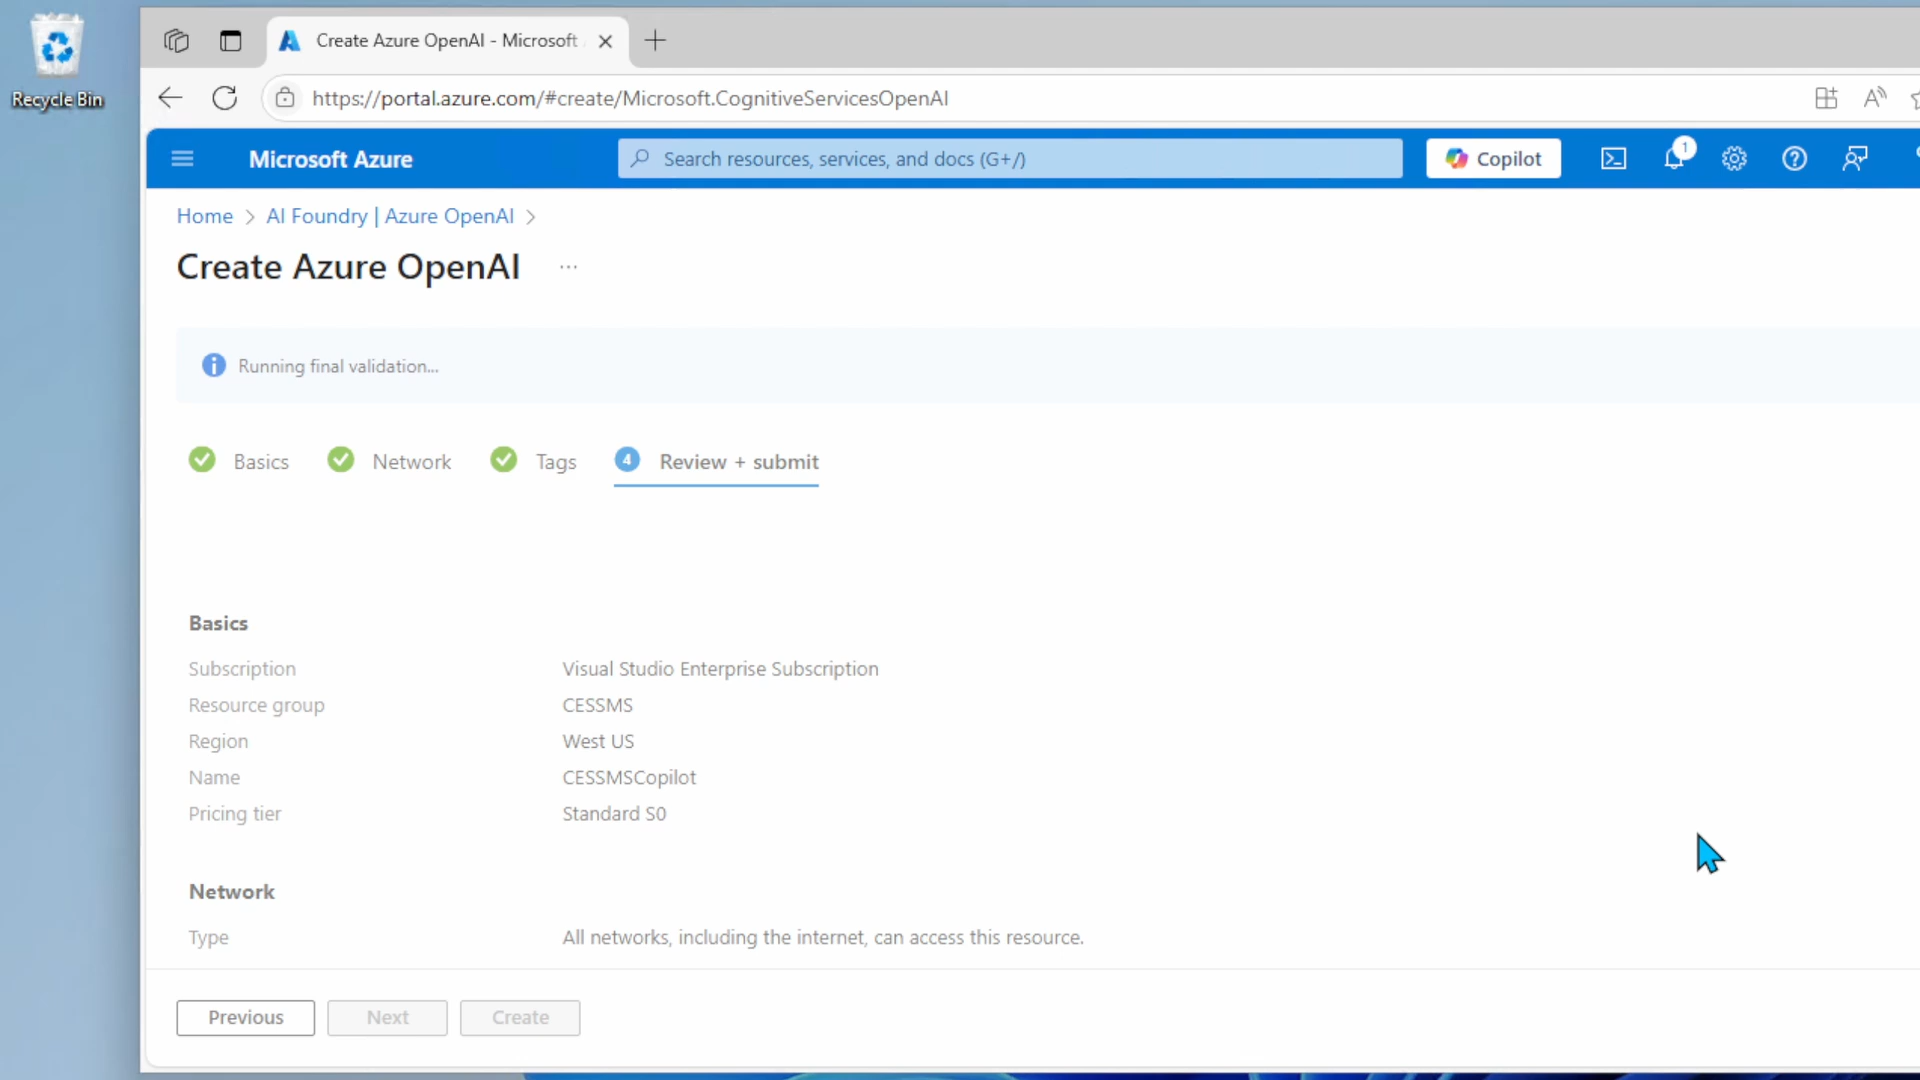 Recycle Bin
Create Azure OpenAI - Microsoft
https://portal.azure.com/#create/Microsoft.CognitiveServicesOpenAI
Microsoft Azure
Search resources, services, and docs (G+/)
Copilot
1
Home > AI Foundry | Azure OpenAI >
Create Azure OpenAI ...
Running final validation...
Basics
Network
Tags
4 Review + submit
Basics
Subscription Visual Studio Enterprise Subscription
Resource group CESSMS
Region West US
Name CESSMSCopilot
Pricing tier Standard S0
Network
Type All networks, including the internet, can access this resource.
Previous Next Create